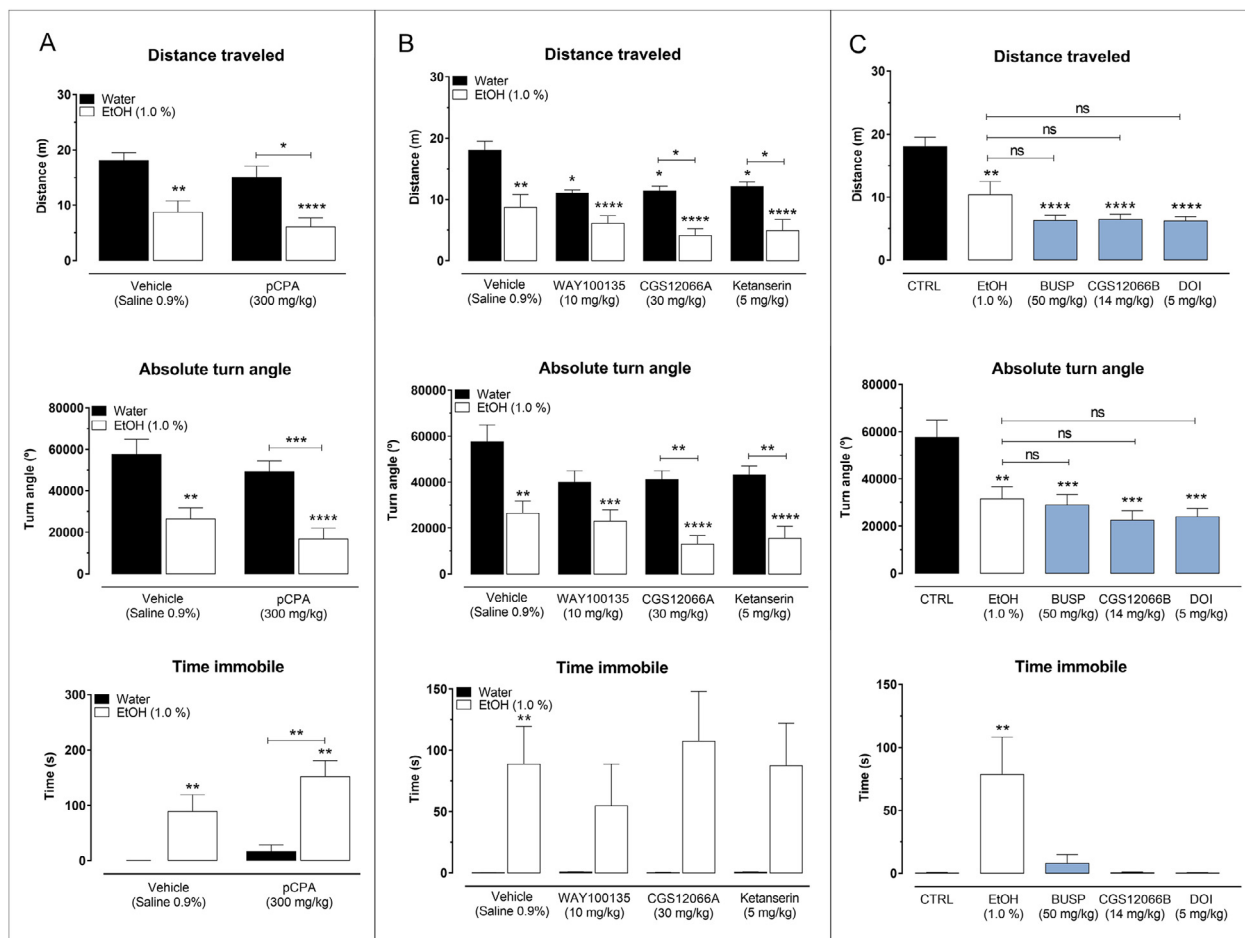 A
Distance traveled
Water
EtOH (1.0 %)
Distance (m)
30
20
10
0
**
*
****
Vehicle
(Saline 0.9%)
pCPA
(300 mg/kg)
Absolute turn angle
Water
EtOH (1.0 %)
Turn angle (º)
80000
60000
40000
20000
0
**
***
****
Vehicle
(Saline 0.9%)
pCPA
(300 mg/kg)
Time immobile
Water
EtOH (1.0 %)
Time (s)
300
200
100
0
**
**
**
Vehicle
(Saline 0.9%)
pCPA
(300 mg/kg)
B
Distance traveled
Water
EtOH (1.0 %)
Distance (m)
30
20
10
0
**
*
****
*
*
****
*
*
****
Vehicle
(Saline 0.9%)
WAY100135
(10 mg/kg)
CGS12066A
(30 mg/kg)
Ketanserin
(5 mg/kg)
Absolute turn angle
Water
EtOH (1.0 %)
Turn angle (º)
80000
60000
40000
20000
0
**
***
**
****
**
****
Vehicle
(Saline 0.9%)
WAY100135
(10 mg/kg)
CGS12066A
(30 mg/kg)
Ketanserin
(5 mg/kg)
Time immobile
Water
EtOH (1.0 %)
Time (s)
150
100
50
0
**
Vehicle
(Saline 0.9%)
WAY100135
(10 mg/kg)
CGS12066A
(30 mg/kg)
Ketanserin
(5 mg/kg)
C
Distance traveled
Distance (m)
30
20
10
0
ns
ns
ns
**
****
****
****
CTRL
EtOH
(1.0 %)
BUSP
(50 mg/kg)
CGS12066B
(14 mg/kg)
DOI
(5 mg/kg)
Absolute turn angle
Turn angle (º)
80000
60000
40000
20000
0
ns
ns
ns
**
***
***
***
CTRL
EtOH
(1.0 %)
BUSP
(50 mg/kg)
CGS12066B
(14 mg/kg)
DOI
(5 mg/kg)
Time immobile
Time (s)
150
100
50
0
**
CTRL
EtOH
(1.0 %)
BUSP
(50 mg/kg)
CGS12066B
(14 mg/kg)
DOI
(5 mg/kg)